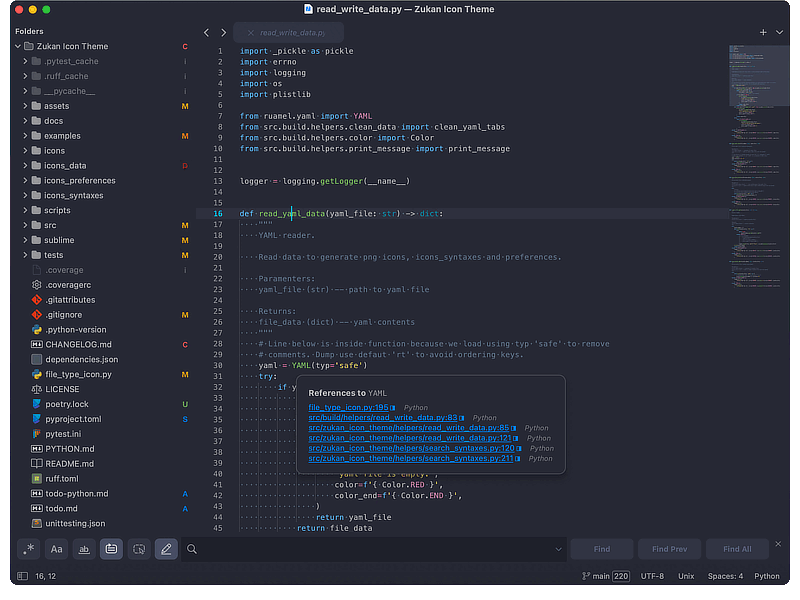 read_write_data.py — Zukan Icon Theme
Folders
Zukan Icon Theme C
.pytest_cache i
.ruff_cache i
__pycache__ i
assets M
docs
examples M
icons
icons_data D
icons_preferences
icons_syntaxes
scripts
src M
sublime M
tests M
.coverage i
.coveragerc
.gitattributes
.gitignore M
.python-version
CHANGELOG.md C
dependencies.json
file_type_icon.py M
LICENSE
poetry.lock U
pyproject.toml S
pytest.ini
PYTHON.md
README.md
ruff.toml
todo-python.md A
todo.md A
unittesting.json
read_write_data.py
1 import _pickle as pickle
2 import errno
3 import logging
4 import os
5 import plistlib
6
7 from ruamel.yaml import YAML
8 from src.build.helpers.clean_data import clean_yaml_tabs
9 from src.build.helpers.color import Color
10 from src.build.helpers.print_message import print_message
11
12
13 logger = logging.getLogger(__name__)
14
15
16 def read_yaml_data(yaml_file: str) -> dict:
17 """
18 YAML reader.
19
20 Read data to generate png icons, icons_syntaxes and preferences.
21
22 Paramenters:
23 yaml_file (str) -- path to yaml file
24
25 Returns:
26 file_data (dict) -- yaml contents
27 """
28 # Line below is inside function because we load using typ 'safe' to remove
29 # comments. Dump use defaut 'rt' to avoid ordering keys.
30 yaml = YAML(typ='safe')
31 try:
32 if y
33
34
35
36
37
38
39
40 yaml file is empty.',
41 color=f'{ Color.RED }',
42 color_end=f'{ Color.END }',
43 )
44 return yaml_file
45 return file_data
References to YAML
file_type_icon.py:195 Python
src/build/helpers/read_write_data.py:83 Python
src/zukan_icon_theme/helpers/read_write_data.py:85 Python
src/zukan_icon_theme/helpers/read_write_data.py:121 Python
src/zukan_icon_theme/helpers/search_syntaxes.py:120 Python
src/zukan_icon_theme/helpers/search_syntaxes.py:211 Python
.* Aa ab Find Find Prev Find All
16, 12 main 220 UTF-8 Unix Spaces: 4 Python